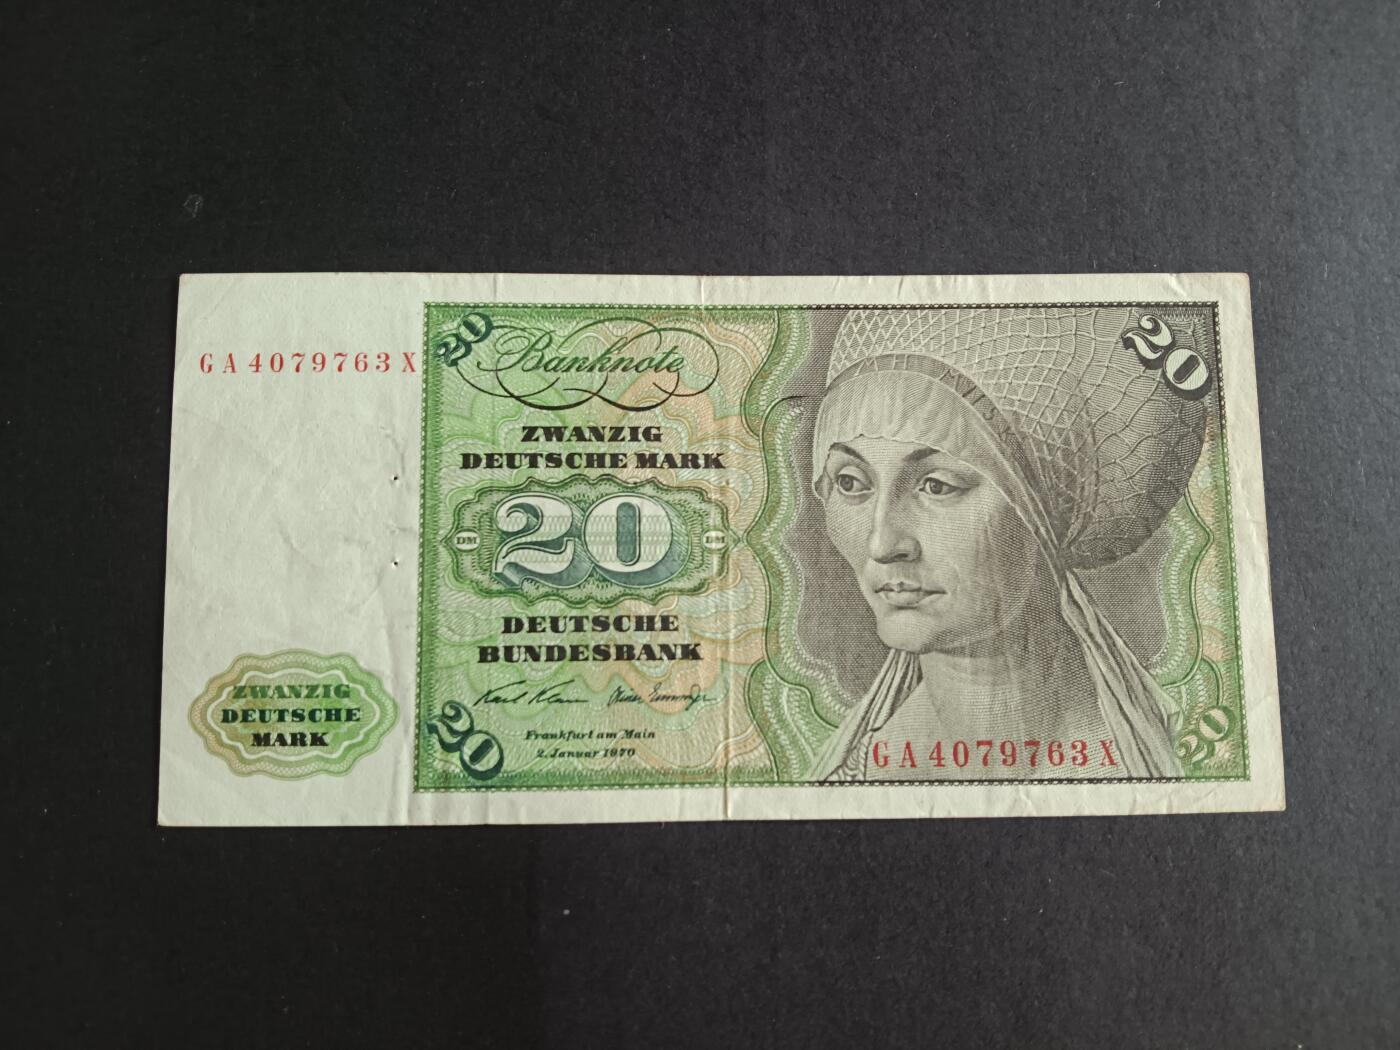 GA4079763X
20
Banknote
20
ZWANZIG
DEUTSCHE MARK
DM
20
DM
DEUTSCHE
BUNDESBANK
ZWANZIG
DEUTSCHE
MARK
20
Frankfurt am Main
2. Januar 1970
GA4079763X
20